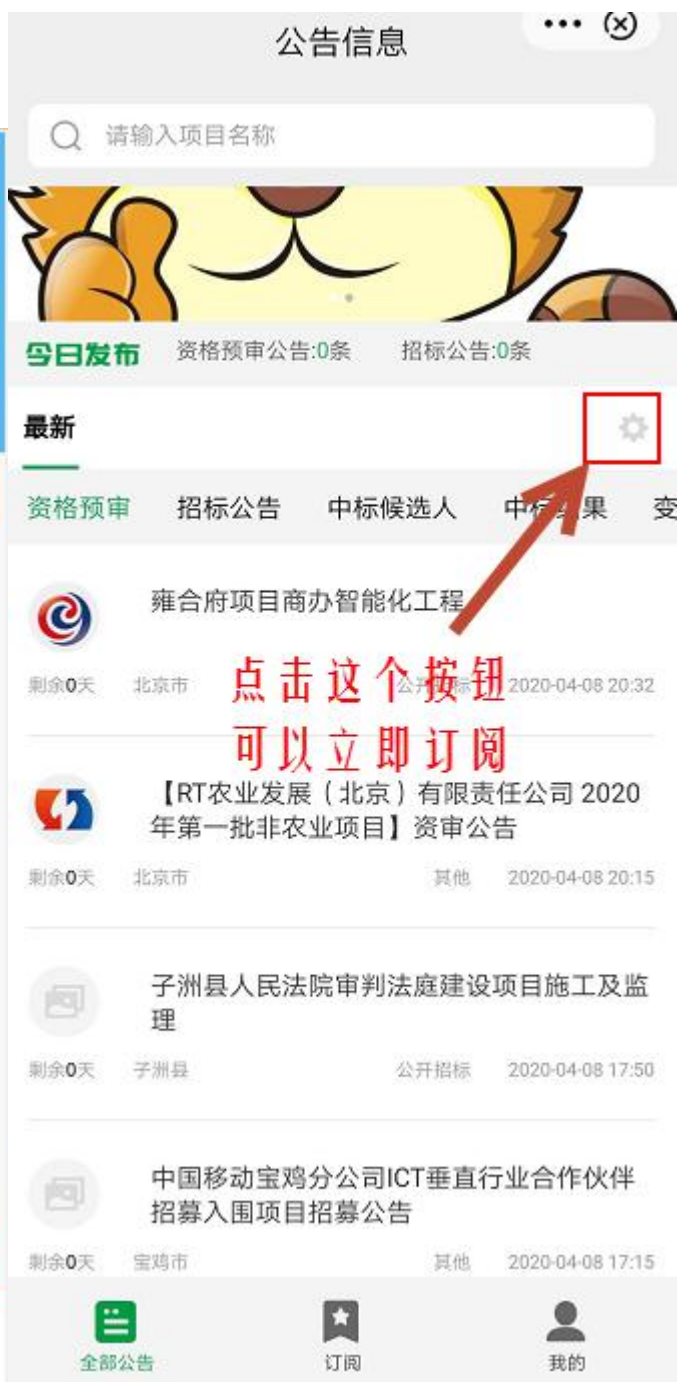 公告信息
请输入项目名称
今日发布 资格预审公告:0条 招标公告:0条
最新
资格预审 招标公告 中标候选人 中标结果 变
雍合府项目商办智能化工程
剩余0天 北京市 公开招标 2020-04-08 20:32
点击这个按钮
可以立即订阅
【RT农业发展（北京）有限责任公司 2020
年第一批非农业项目】资审公告
剩余0天 北京市 其他 2020-04-08 20:15
子洲县人民法院审判法庭建设项目施工及监
理
剩余0天 子洲县 公开招标 2020-04-08 17:50
中国移动宝鸡分公司ICT垂直行业合作伙伴
招募入围项目招募公告
剩余0天 宝鸡市 其他 2020-04-08 17:15
全部公告 订阅 我的